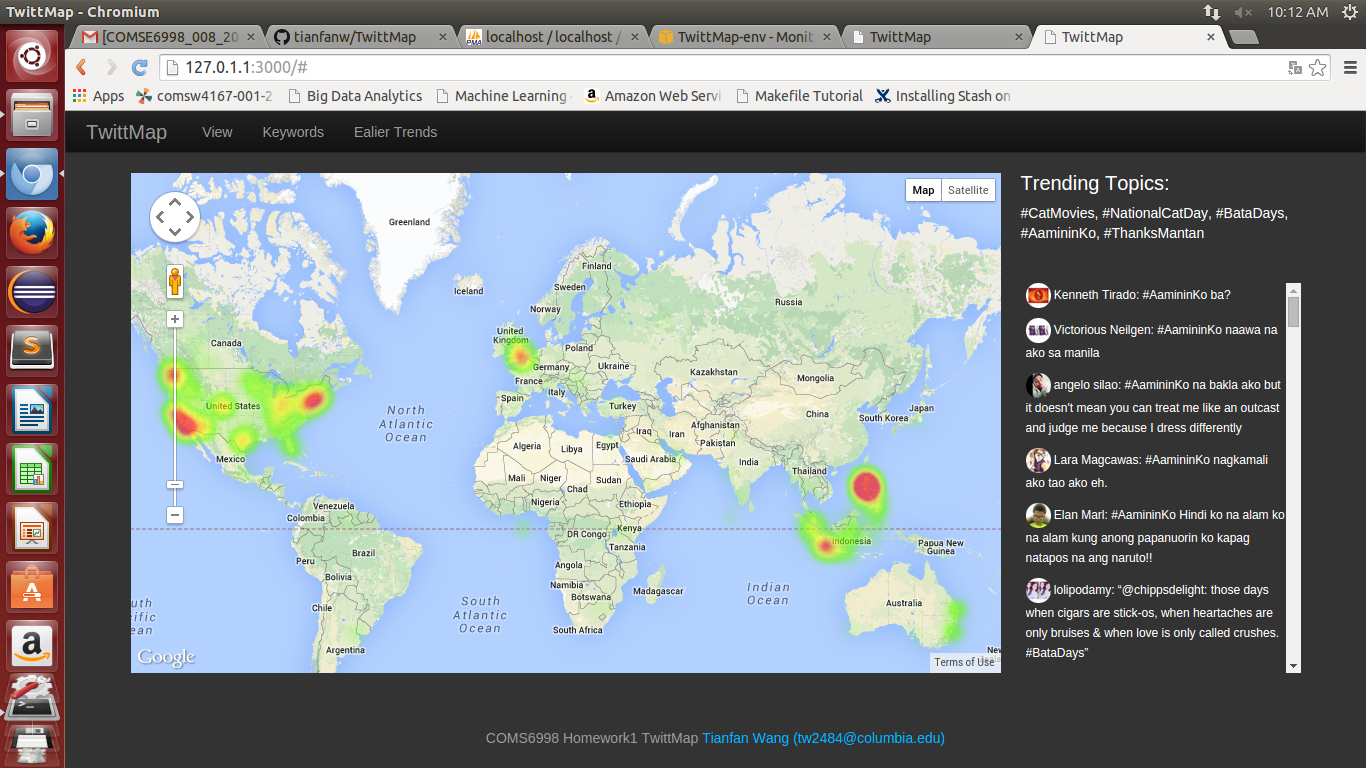 TwittMap - Chromium
10:12 AM
[COMSE6998_008_20
tianfanw/TwittMap
localhost / localhost /
TwittMap-env - Monit
TwittMap
TwittMap
127.0.1.1:3000/#
Apps
comsw4167-001-2
Big Data Analytics
Machine Learning
Amazon Web Servi
Makefile Tutorial
Installing Stash on
TwittMap
View
Keywords
Ealier Trends
Map
Satellite
Greenland
Iceland
Finland
Sweden
Norway
Russia
United
Kingdom
Poland
Germany
Ukraine
France
Kazakhstan
Mongolia
Spain
Italy
Turkey
China
South Korea
Japan
Canada
United States
Mexico
North
Atlantic
Ocean
Algeria
Libya
Egypt
Iraq
Iran
Afghanistan
Pakistan
Saudi Arabia
India
Thailand
Mali
Niger
Chad
Sudan
Nigeria
Ethiopia
Venezuela
Colombia
DR Congo
Kenya
Tanzania
Indonesia
Papua New
Guinea
Peru
Brazil
Bolivia
Angola
Namibia
Botswana
Madagascar
Indian
Ocean
Australia
Chile
South
Atlantic
Ocean
South Africa
Argentina
uth
ific
ean
New
Google
Terms of Use
Trending Topics:
#CatMovies, #NationalCatDay, #BataDays,
#AamininKo, #ThanksMantan
Kenneth Tirado: #AamininKo ba?
Victorious Neilgen: #AamininKo naawa na
ako sa manila
angelo silao: #AamininKo na bakla ako but
it doesn't mean you can treat me like an outcast
and judge me because I dress differently
Lara Magcawas: #AamininKo nagkamali
ako tao ako eh.
Elan Marl: #AamininKo Hindi ko na alam ko
na alam kung anong papanuorin ko kapag
natapos na ang naruto!!
lolipodamy: “@chippsdelight: those days
when cigars are stick-os, when heartaches are
only bruises & when love is only called crushes.
#BataDays”
COMS6998 Homework1 TwittMap Tianfan Wang (tw2484@columbia.edu)